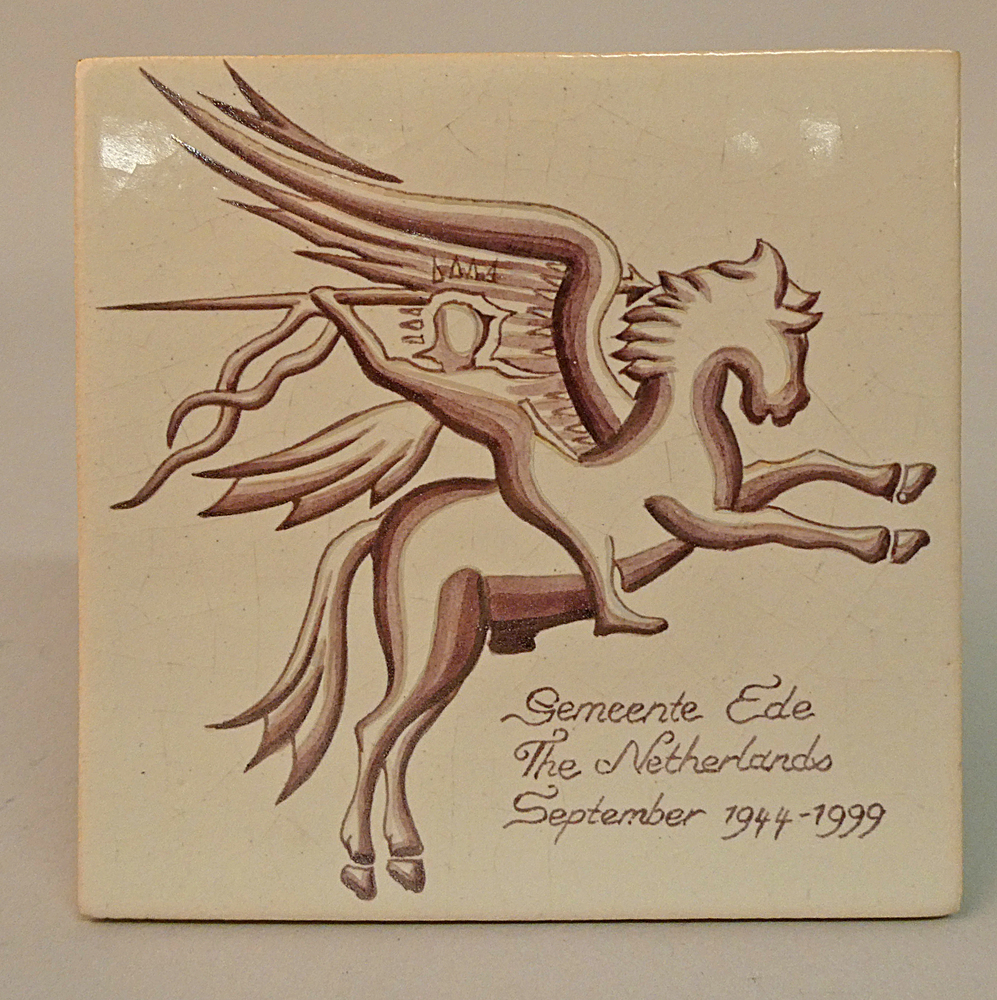 Gemeente Ede
The Netherlands
September 1944-1999